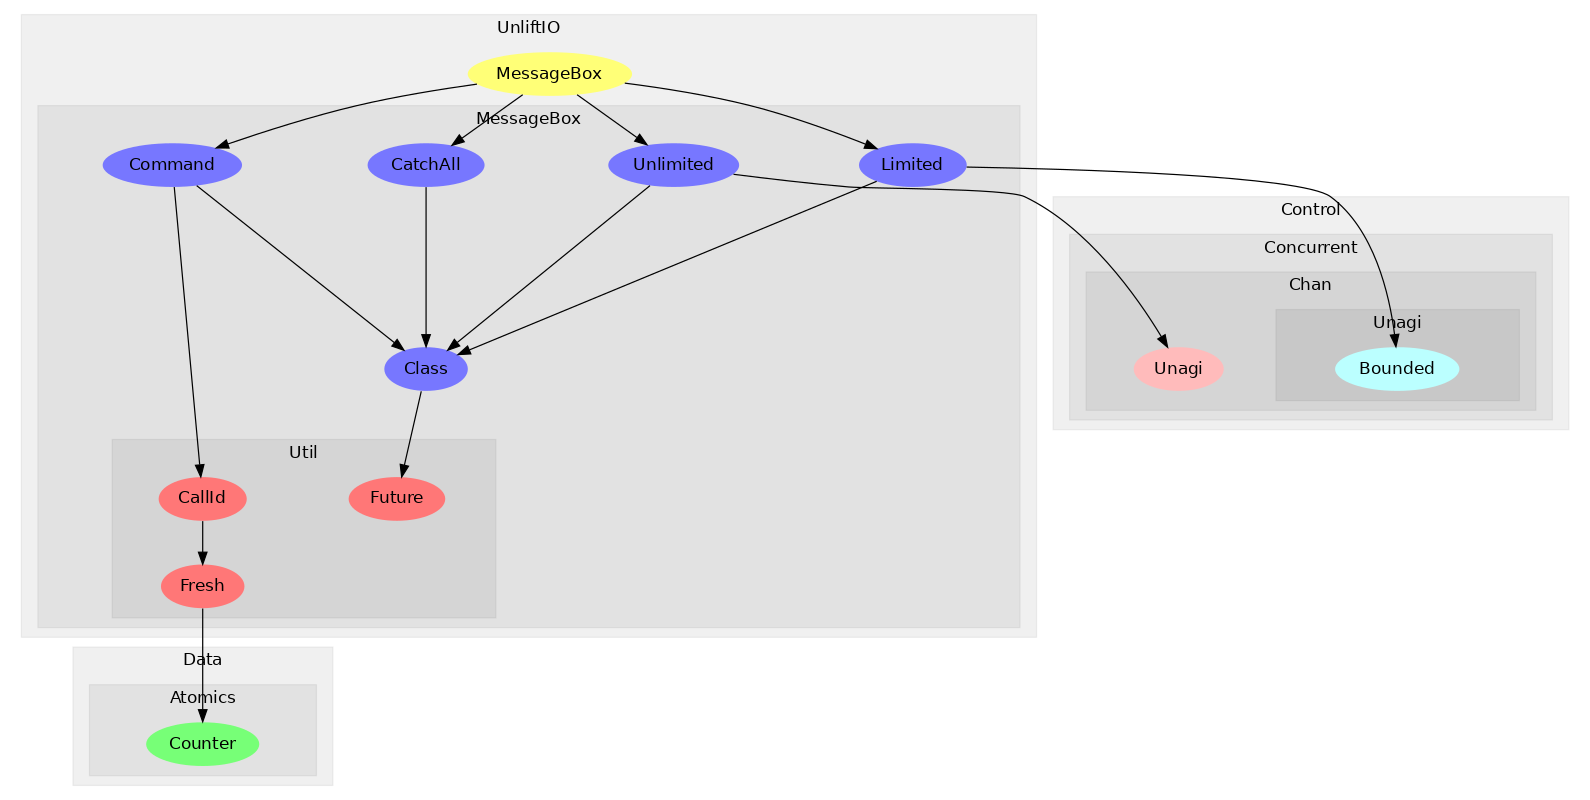 UnliftIO
MessageBox
MessageBox
Command
CatchAll
Unlimited
Limited
Control
Concurrent
Chan
Unagi
Class
Unagi
Bounded
Util
CallId
Future
Fresh
Data
Atomics
Counter